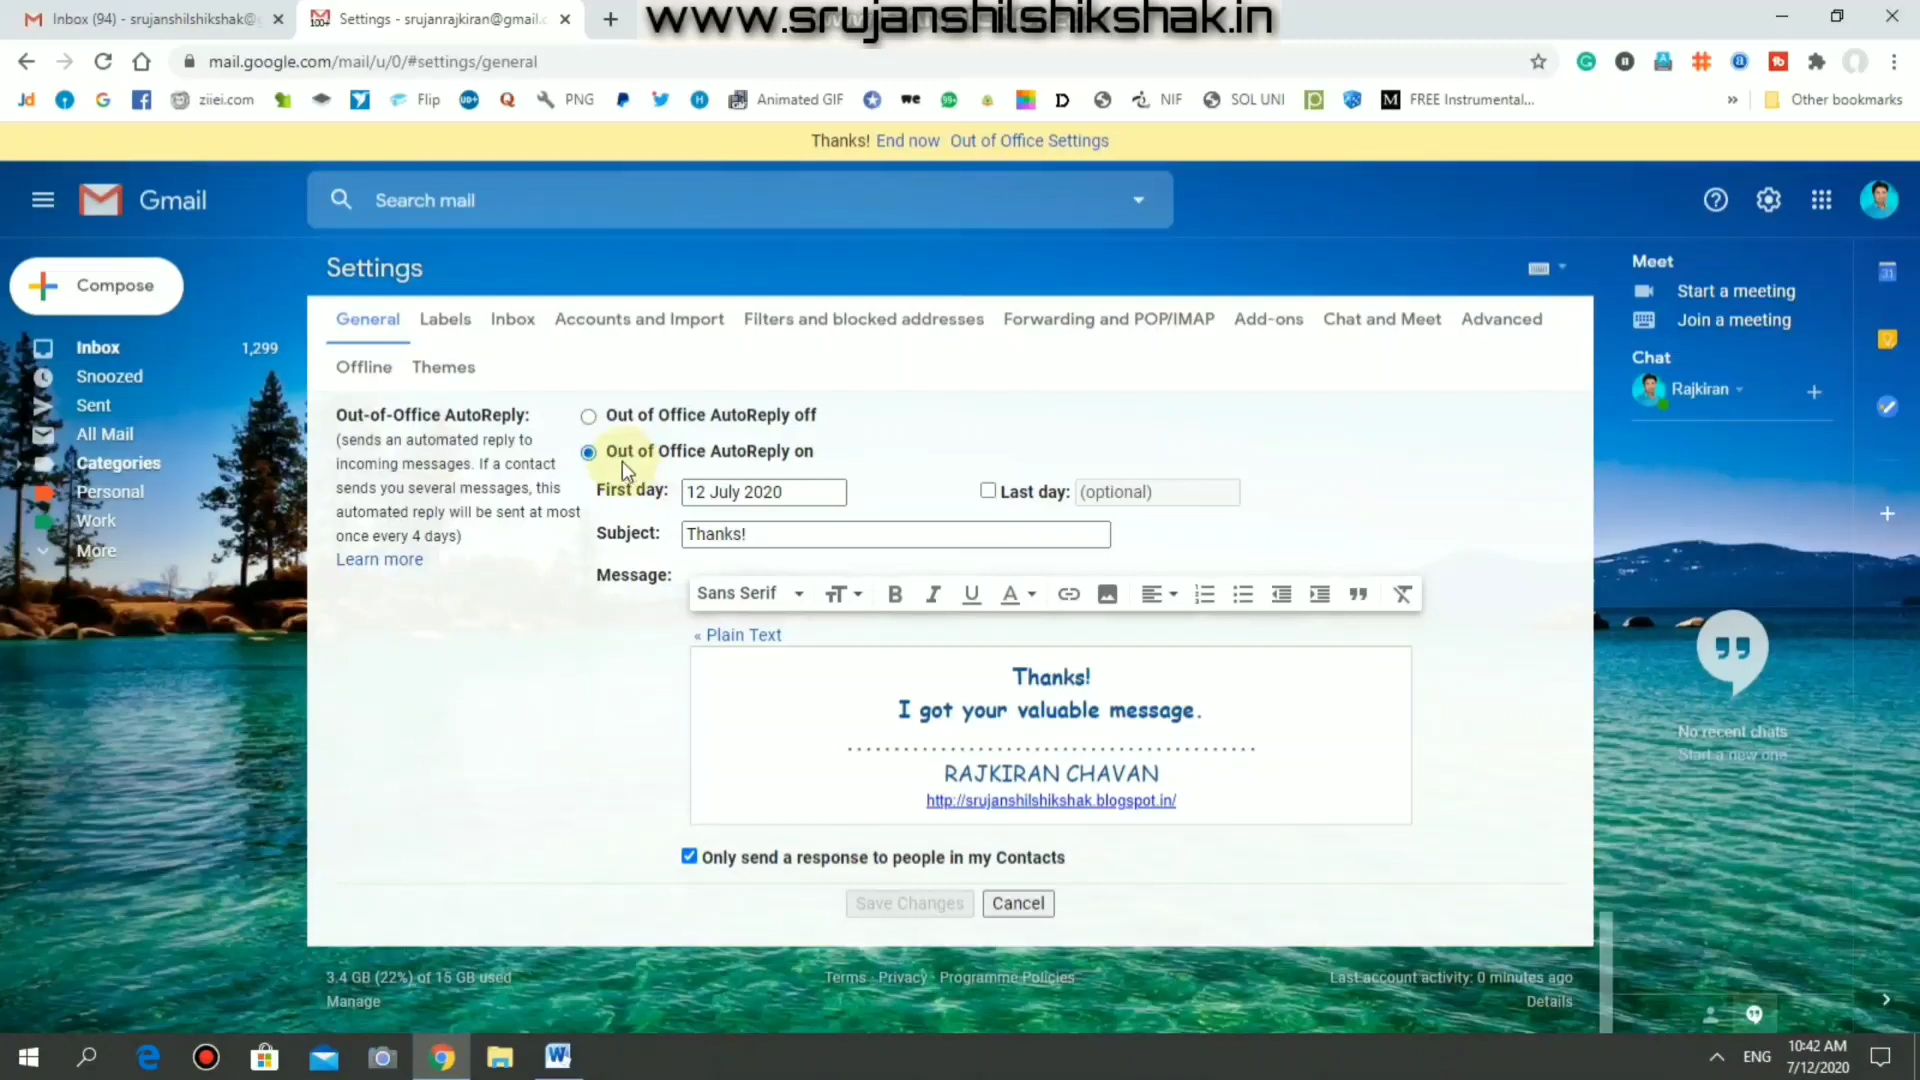 www.srujanshilshikshak.in
Inbox (94) - srujanshilshikshak@g
Settings - srujanrajkiran@gmail.c
mail.google.com/mail/u/0/#settings/general
Jd
ziiei.com
Flip
PNG
Animated GIF
we
NIF
SOL UNI
M FREE Instrumental...
Other bookmarks
Thanks! End now Out of Office Settings
Gmail
Search mail
Settings
Compose
Inbox 1,299
Snoozed
Sent
All Mail
Categories
Personal
Work
More
General Labels Inbox Accounts and Import Filters and blocked addresses Forwarding and POP/IMAP Add-ons Chat and Meet Advanced
Offline Themes
Out-of-Office AutoReply:
(sends an automated reply to
incoming messages. If a contact
sends you several messages, this
automated reply will be sent at most
once every 4 days)
Learn more
Out of Office AutoReply off
Out of Office AutoReply on
First day: 12 July 2020 Last day: (optional)
Subject: Thanks!
Message:
Sans Serif
« Plain Text
Thanks!
I got your valuable message.
............................................
RAJKIRAN CHAVAN
http://srujanshilshikshak.blogspot.in/
Only send a response to people in my Contacts
Save Changes Cancel
3.4 GB (22%) of 15 GB used
Manage
Terms · Privacy · Programme Policies
Last account activity: 0 minutes ago
Details
Meet
Start a meeting
Join a meeting
Chat
Rajkiran
No recent chats
Start a new one
31
ENG
10:42 AM
7/12/2020